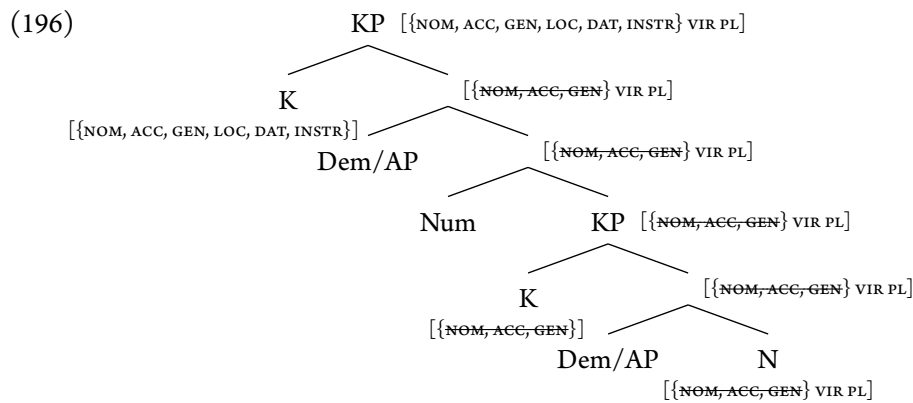 (196)
KP [{NOM, ACC, GEN, LOC, DAT, INSTR} VIR PL]
K [{NOM, ACC, GEN} VIR PL]
[{NOM, ACC, GEN, LOC, DAT, INSTR}]
Dem/AP [{NOM, ACC, GEN} VIR PL]
Num KP [{NOM, ACC, GEN} VIR PL]
K [{NOM, ACC, GEN} VIR PL]
[{NOM, ACC, GEN}]
Dem/AP N
[{NOM, ACC, GEN} VIR PL]